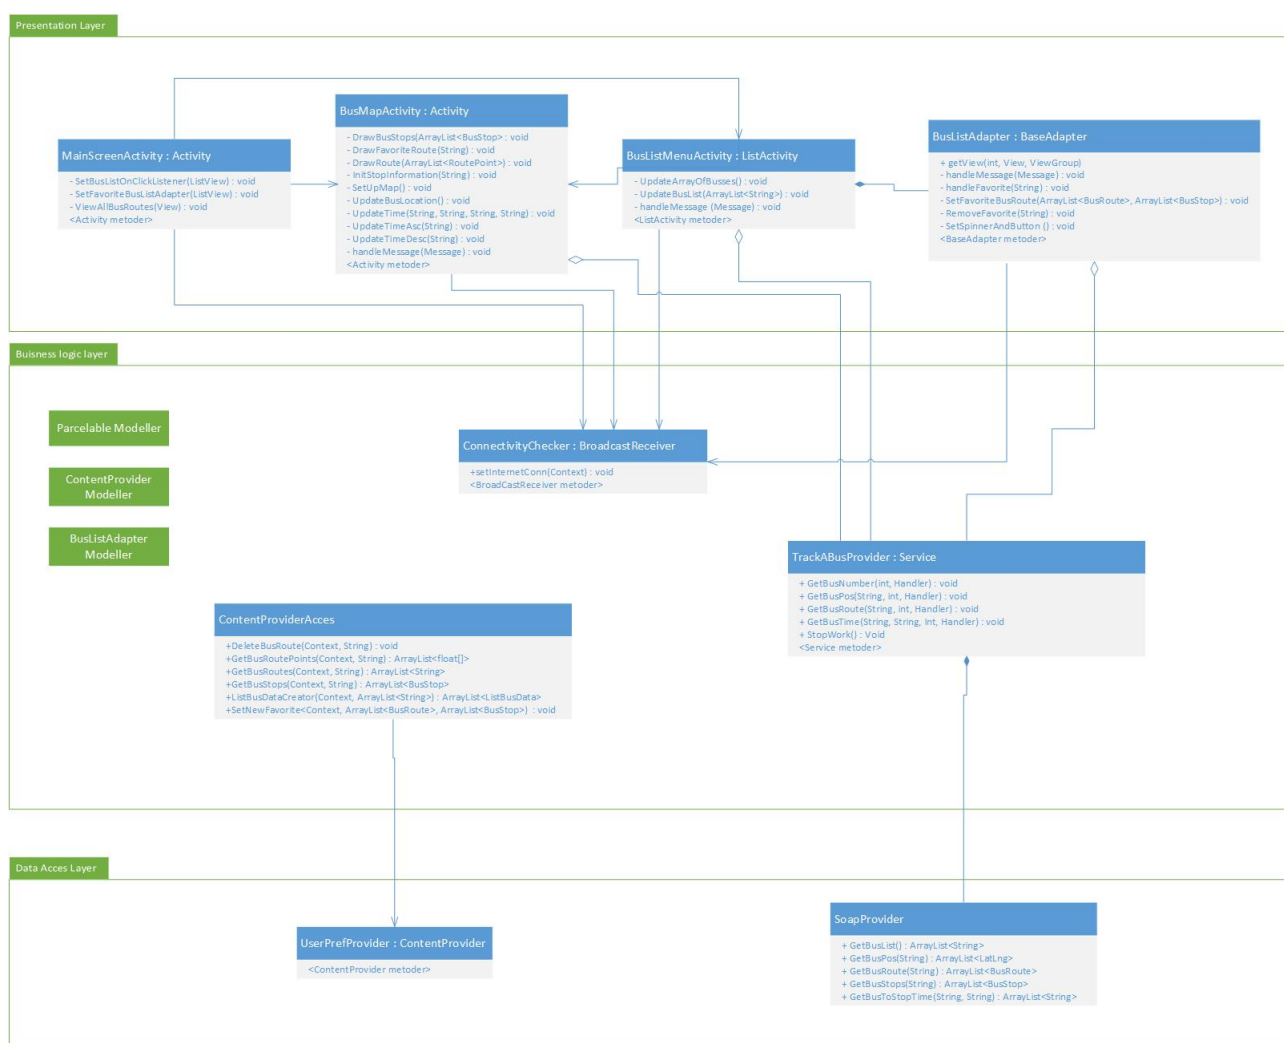 Presentation Layer
BusMapActivity : Activity
- DrawBusStops(ArrayList<BusStop> : void
- DrawFavoriteRoute(String) : void
- DrawRoute(ArrayList<RoutePoint>) : void
- InitStopInformation(String) : void
- SetUpMap() : void
- UpdateBusLocation() : void
- UpdateTime(String, String, String, String) : void
- UpdateTimeAsc(String) : void
- UpdateTimeDesc(String) : void
- handleMessage(Message) : void
<Activity metoder>
MainScreenActivity : Activity
- SetBusListOnClickListener(ListView) : void
- SetFavoriteBusListAdapter(ListView) : void
- ViewAllBusRoutes(View) : void
<Activity metoder>
BusListMenuActivity : ListActivity
- UpdateArrayOfBusses() : void
- UpdateBusList(ArrayList<String>) : void
- handleMessage (Message) : void
<ListActivity metoder>
BusListAdapter : BaseAdapter
+ getView(int, View, ViewGroup)
- handleMessage(Message) : void
- handleFavorite(String) : void
- SetFavoriteBusRoute(ArrayList<BusRoute>, ArrayList<BusStop>) : void
- RemoveFavorite(String) : void
- SetSpinnerAndButton () : void
<BaseAdapter metoder>
Buisness logic layer
Parcelable Modeller
ContentProvider
Modeller
BusListAdapter
Modeller
ConnectivityChecker : BroadcastReceiver
+setInternetConn(Context) : void
<BroadCastReceiver metoder>
TrackABusProvider : Service
+ GetBusNumber(int, Handler) : void
+ GetBusPos(String, int, Handler) : void
+ GetBusRoute(String, int, Handler) : void
+ GetBusTime(String, String, Int, Handler) : void
+ StopWork() : Void
<Service metoder>
ContentProviderAcces
+DeleteBusRoute(Context, String) : void
+GetBusRoutePoints(Context, String) : ArrayList<float[]>
+GetBusRoutes(Context, String) : ArrayList<String>
+GetBusStops(Context, String) : ArrayList<BusStop>
+ListBusDataCreator(Context, ArrayList<String>) : ArrayList<ListBusData>
+SetNewFavorite<Context, ArrayList<BusRoute>, ArrayList<BusStop>) : void
Data Acces Layer
UserPrefProvider : ContentProvider
<ContentProvider metoder>
SoapProvider
+ GetBusList() : ArrayList<String>
+ GetBusPos(String) : ArrayList<LatLng>
+ GetBusRoute(String) : ArrayList<BusRoute>
+ GetBusStops(String) : ArrayList<BusStop>
+ GetBusToStopTime(String, String) : ArrayList<String>